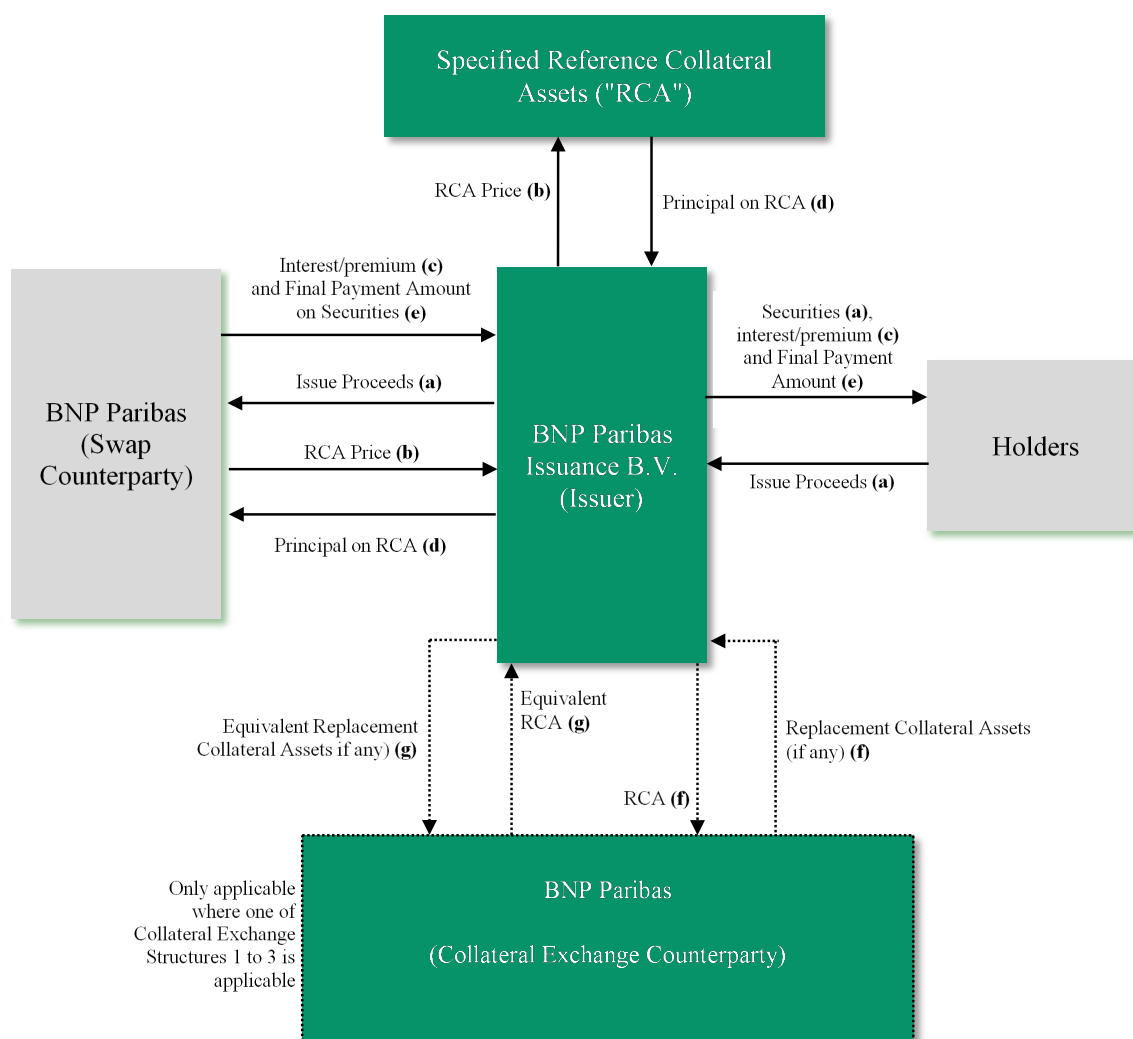 Specified Reference Collateral
Assets ("RCA")
RCA Price (b)
Principal on RCA (d)
Interest/premium (c)
and Final Payment Amount
on Securities (e)
Securities (a),
interest/premium (c)
and Final Payment
Amount (e)
Issue Proceeds (a)
BNP Paribas
(Swap
Counterparty)
RCA Price (b)
BNP Paribas
Issuance B.V.
(Issuer)
Holders
Issue Proceeds (a)
Principal on RCA (d)
Equivalent Replacement
Collateral Assets if any) (g)
Equivalent
RCA (g)
Replacement Collateral Assets
(if any) (f)
RCA (f)
Only applicable
where one of
Collateral Exchange
Structures 1 to 3 is
applicable
BNP Paribas
(Collateral Exchange Counterparty)